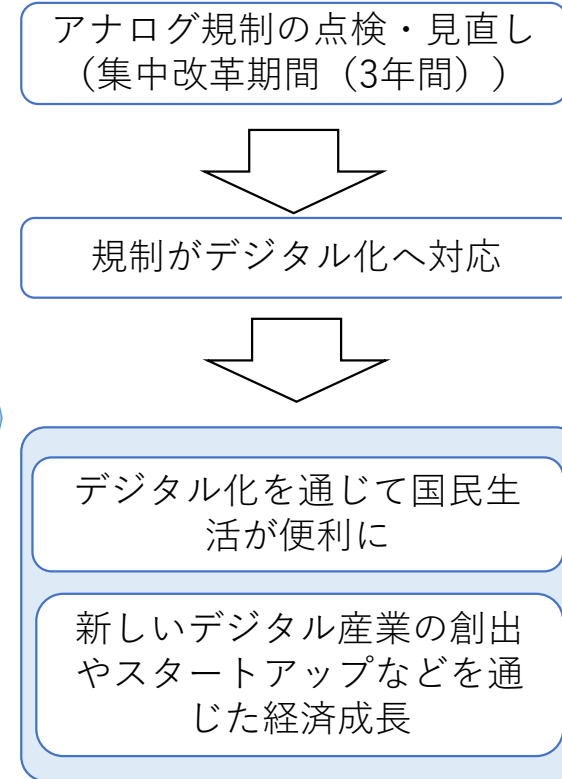 アナログ規制の点検・見直し
（集中改革期間（3年間））
規制がデジタル化へ対応
デジタル化を通じて国民生
活が便利に
新しいデジタル産業の創出
やスタートアップなどを通
じた経済成長